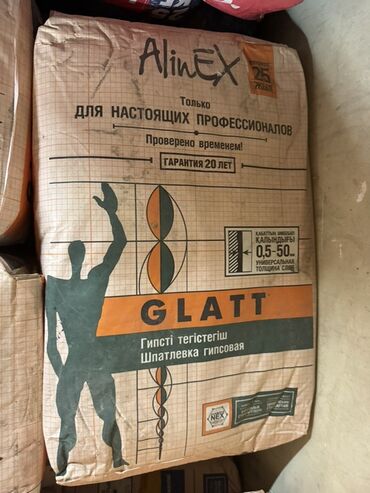 AlinEX
25
Только
ДЛЯ НАСТОЯЩИХ ПРОФЕССИОНАЛОВ
Проверено временем!
ГАРАНТИЯ 20 ЛЕТ
ҚАЛЫҢДЫҒЫ
0,5-50
УНИВЕРСАЛЬНАЯ
ТОЛЩИНА СЛОЯ
GLATT
Гипсті тегістегіш
Шпатлевка гипсовая
NEX